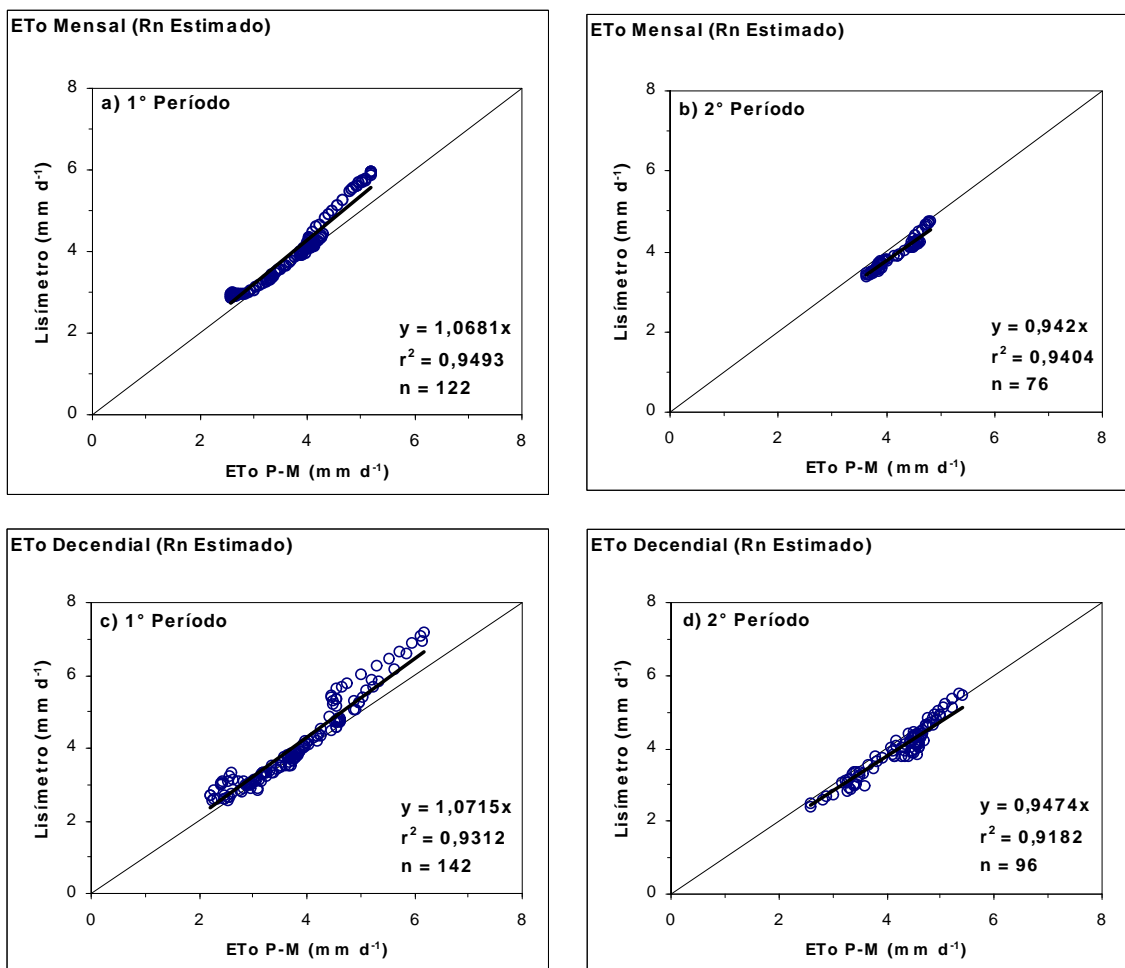 ETo Mensal (Rn Estimado)
a) 1° Período
8
6
4
2
0
Lisímetro (mm d-1)
y = 1,0681x
r2 = 0,9493
n = 122
0 2 4 6 8
ETo P-M (mm d-1)
ETo Mensal (Rn Estimado)
b) 2° Período
8
6
4
2
0
Lisímetro (mm d-1)
y = 0,942x
r2 = 0,9404
n = 76
0 2 4 6 8
ETo P-M (mm d-1)
ETo Decendial (Rn Estimado)
c) 1° Período
8
6
4
2
0
Lisímetro (mm d-1)
y = 1,0715x
r2 = 0,9312
n = 142
0 2 4 6 8
ETo P-M (mm d-1)
ETo Decendial (Rn Estimado)
d) 2° Período
8
6
4
2
0
Lisímetro (mm d-1)
y = 0,9474x
r2 = 0,9182
n = 96
0 2 4 6 8
ETo P-M (mm d-1)